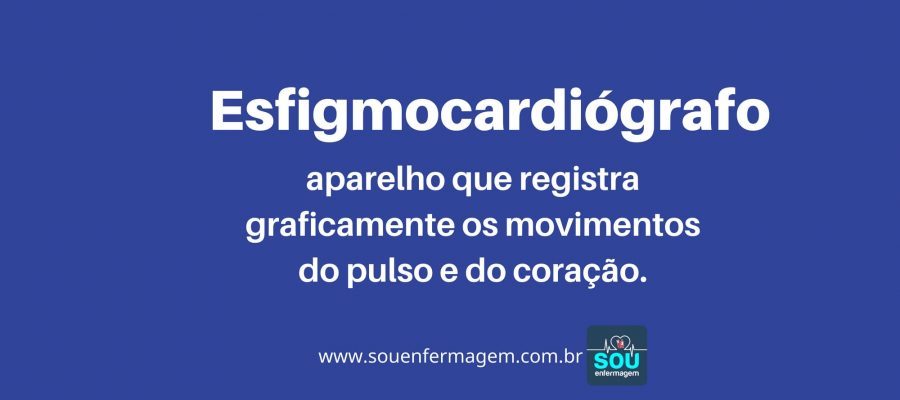 Esfigmocardiógrafo
aparelho que registra
graficamente os movimentos
do pulso e do coração.
www.souenfermagem.com.br
SOU
enfermagem